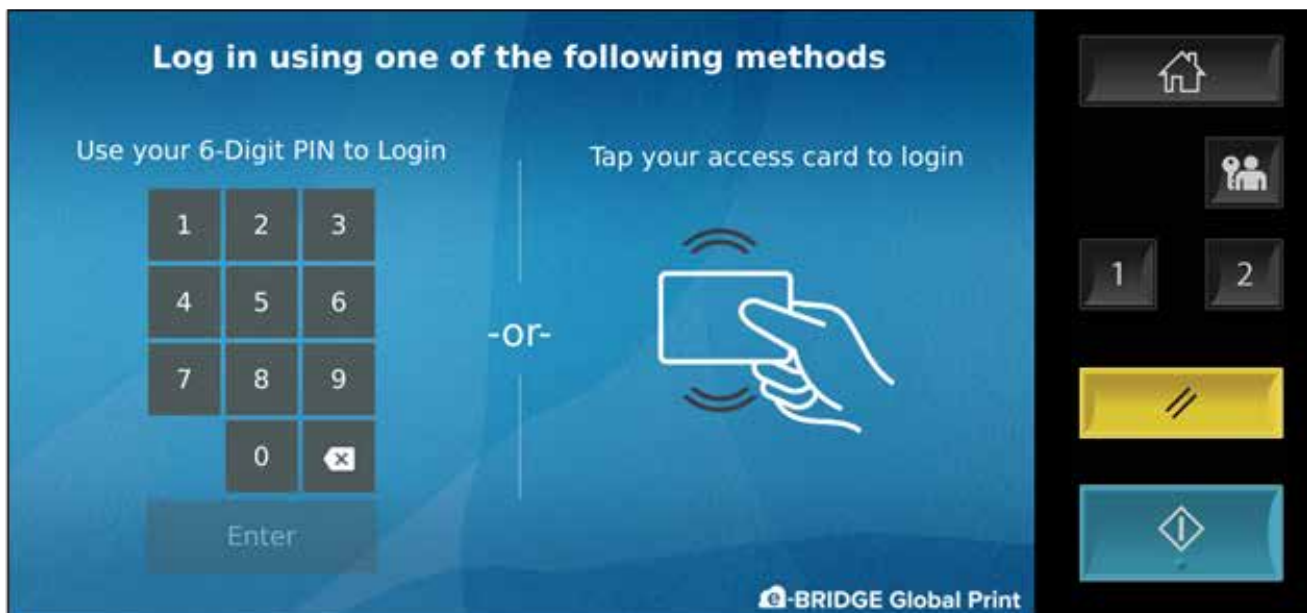 Log in using one of the following methods
Use your 6-Digit PIN to Login
1 2 3
4 5 6
7 8 9
0
Enter
-or-
Tap your access card to login
e-BRIDGE Global Print
1 2